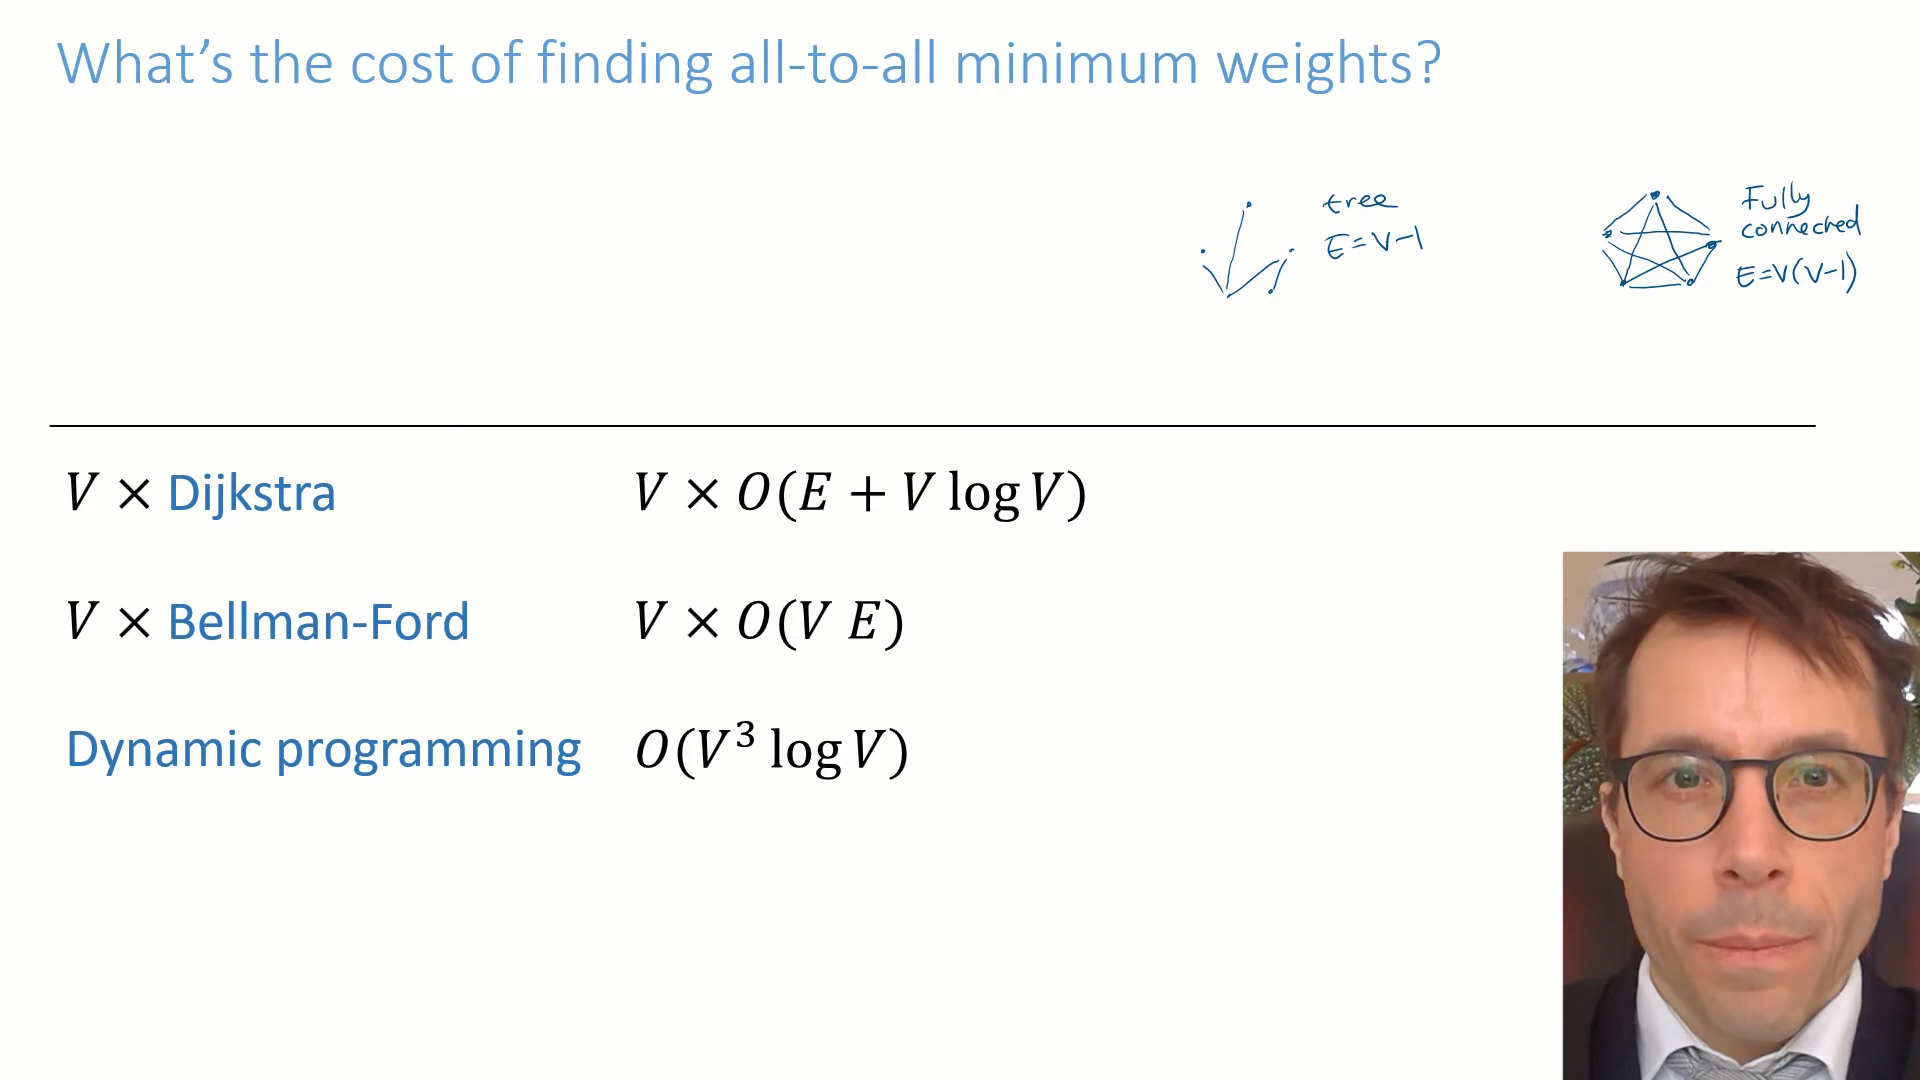 What's the cost of finding all-to-all minimum weights?
tree
E=V-1
Fully
connected
E=V(V-1)
V × Dijkstra V × O(E + V log V)
V × Bellman-Ford V × O(V E)
Dynamic programming O(V³ log V)